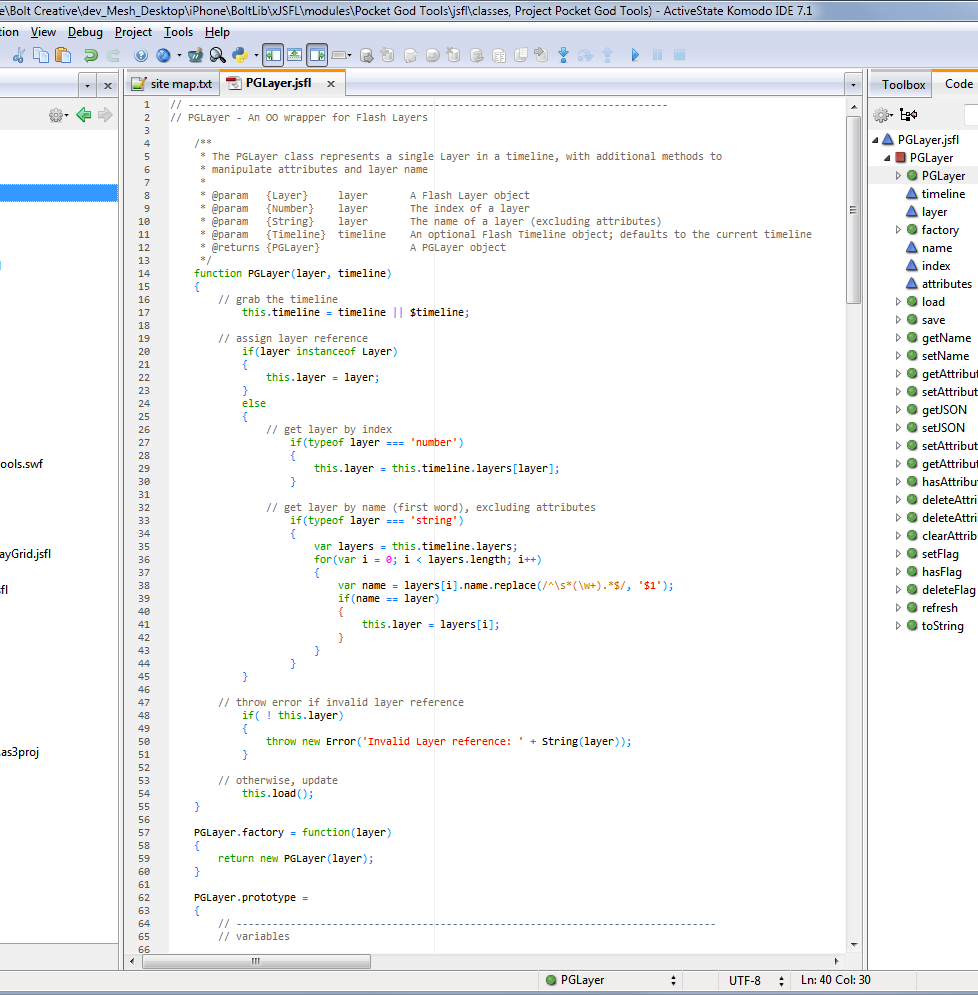 e\Bolt Creative\dev_Mesh_Desktop\iPhone\BoltLib\xJSFL\modules\Pocket God Tools\jsfl\classes, Project Pocket God Tools) - ActiveState Komodo IDE 7.1
tion View Debug Project Tools Help
site map.txt PGLayer.jsfl
Toolbox Code
ools.swf
ayGrid.jsfl
sfl
.as3proj
1 // --------------------------------------------------------------------------------
2 // PGLayer - An OO wrapper for Flash Layers
3
4 /**
5 * The PGLayer class represents a single Layer in a timeline, with additional methods to
6 * manipulate attributes and layer name
7 *
8 * @param {Layer} layer A Flash Layer object
9 * @param {Number} layer The index of a layer
10 * @param {String} layer The name of a layer (excluding attributes)
11 * @param {Timeline} timeline An optional Flash Timeline object; defaults to the current timeline
12 * @returns {PGLayer} A PGLayer object
13 */
14 function PGLayer(layer, timeline)
15 {
16 // grab the timeline
17 this.timeline = timeline || $timeline;
18
19 // assign layer reference
20 if(layer instanceof Layer)
21 {
22 this.layer = layer;
23 }
24 else
25 {
26 // get layer by index
27 if(typeof layer === 'number')
28 {
29 this.layer = this.timeline.layers[layer];
30 }
31
32 // get layer by name (first word), excluding attributes
33 if(typeof layer === 'string')
34 {
35 var layers = this.timeline.layers;
36 for(var i = 0; i < layers.length; i++)
37 {
38 var name = layers[i].name.replace(/^\s*(\w+).*$/, '$1');
39 if(name == layer)
40 {
41 this.layer = layers[i];
42 }
43 }
44 }
45 }
46
47 // throw error if invalid layer reference
48 if( ! this.layer)
49 {
50 throw new Error('Invalid Layer reference: ' + String(layer));
51 }
52
53 // otherwise, update
54 this.load();
55 }
56
57 PGLayer.factory = function(layer)
58 {
59 return new PGLayer(layer);
60 }
61
62 PGLayer.prototype =
63 {
64 // --------------------------------------------------------------------------------
65 // variables
66
PGLayer.jsfl
PGLayer
PGLayer
timeline
layer
factory
name
index
attributes
load
save
getName
setName
getAttribut
setAttribut
getJSON
setJSON
setAttribut
getAttribut
hasAttribu
deleteAttri
deleteAttri
clearAttrib
setFlag
hasFlag
deleteFlag
refresh
toString
PGLayer UTF-8 Ln: 40 Col: 30